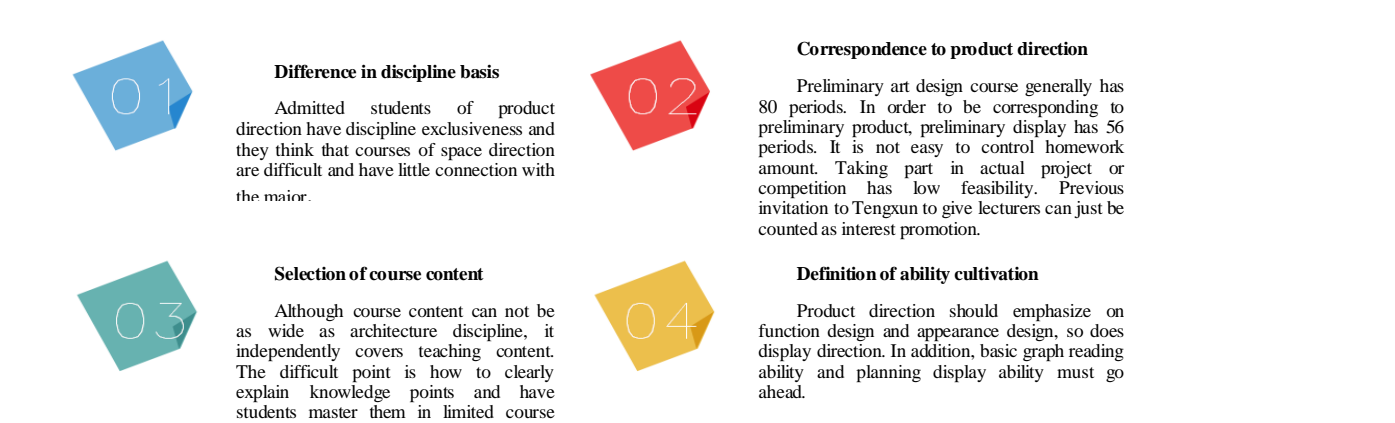 01
Difference in discipline basis
Admitted students of product
direction have discipline exclusiveness and
they think that courses of space direction
are difficult and have little connection with
the major.
02
Correspondence to product direction
Preliminary art design course generally has
80 periods. In order to be corresponding to
preliminary product, preliminary display has 56
periods. It is not easy to control homework
amount. Taking part in actual project or
competition has low feasibility. Previous
invitation to Tengxun to give lecturers can just be
counted as interest promotion.
03
Selection of course content
Although course content can not be
as wide as architecture discipline, it
independently covers teaching content.
The difficult point is how to clearly
explain knowledge points and have
students master them in limited course
04
Definition of ability cultivation
Product direction should emphasize on
function design and appearance design, so does
display direction. In addition, basic graph reading
ability and planning display ability must go
ahead.